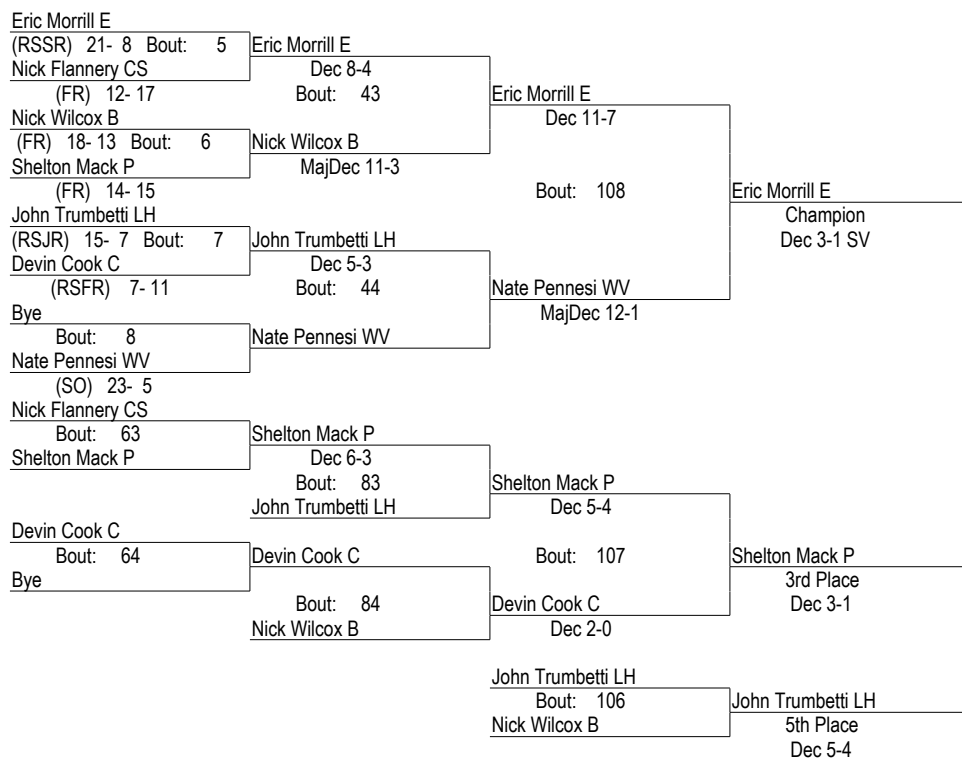 Eric Morrill E
(RSSR) 21- 8 Bout: 5 Eric Morrill E
Nick Flannery CS Dec 8-4
(FR) 12- 17 Bout: 43 Eric Morrill E
Nick Wilcox B Dec 11-7
(FR) 18- 13 Bout: 6 Nick Wilcox B
Shelton Mack P MajDec 11-3
(FR) 14- 15 Bout: 108 Eric Morrill E
John Trumbetti LH Champion
(RSJR) 15- 7 Bout: 7 John Trumbetti LH Dec 3-1 SV
Devin Cook C Dec 5-3
(RSFR) 7- 11 Bout: 44 Nate Pennesi WV
Bye MajDec 12-1
Bout: 8 Nate Pennesi WV
Nate Pennesi WV
(SO) 23- 5
Nick Flannery CS
Bout: 63 Shelton Mack P
Shelton Mack P Dec 6-3
Bout: 83 Shelton Mack P
John Trumbetti LH Dec 5-4
Devin Cook C
Bout: 64 Devin Cook C Bout: 107 Shelton Mack P
Bye 3rd Place
Bout: 84 Devin Cook C Dec 3-1
Nick Wilcox B Dec 2-0
John Trumbetti LH
Bout: 106 John Trumbetti LH
Nick Wilcox B 5th Place
Dec 5-4